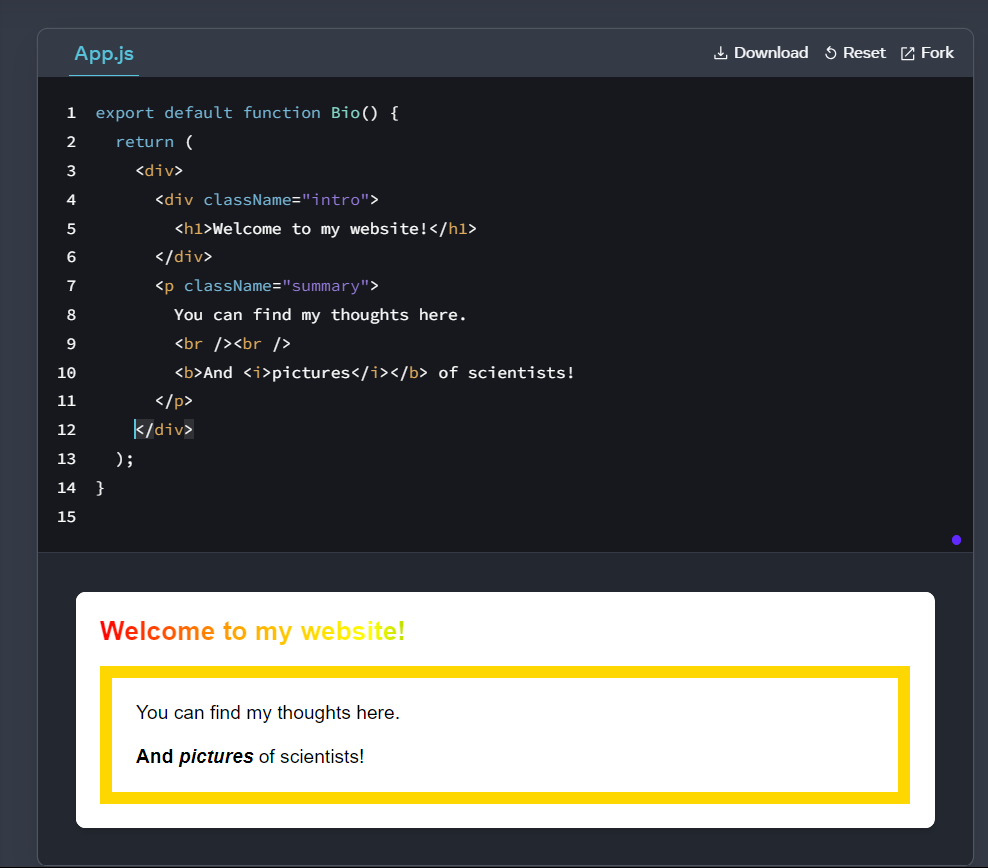 App.js Download Reset Fork
1 export default function Bio() {
2   return (
3     <div>
4       <div className="intro">
5         <h1>Welcome to my website!</h1>
6       </div>
7       <p className="summary">
8         You can find my thoughts here.
9         <br /><br />
10         <b>And <i>pictures</i></b> of scientists!
11       </p>
12     </div>
13   );
14 }
15
Welcome to my website!
You can find my thoughts here.
And pictures of scientists!